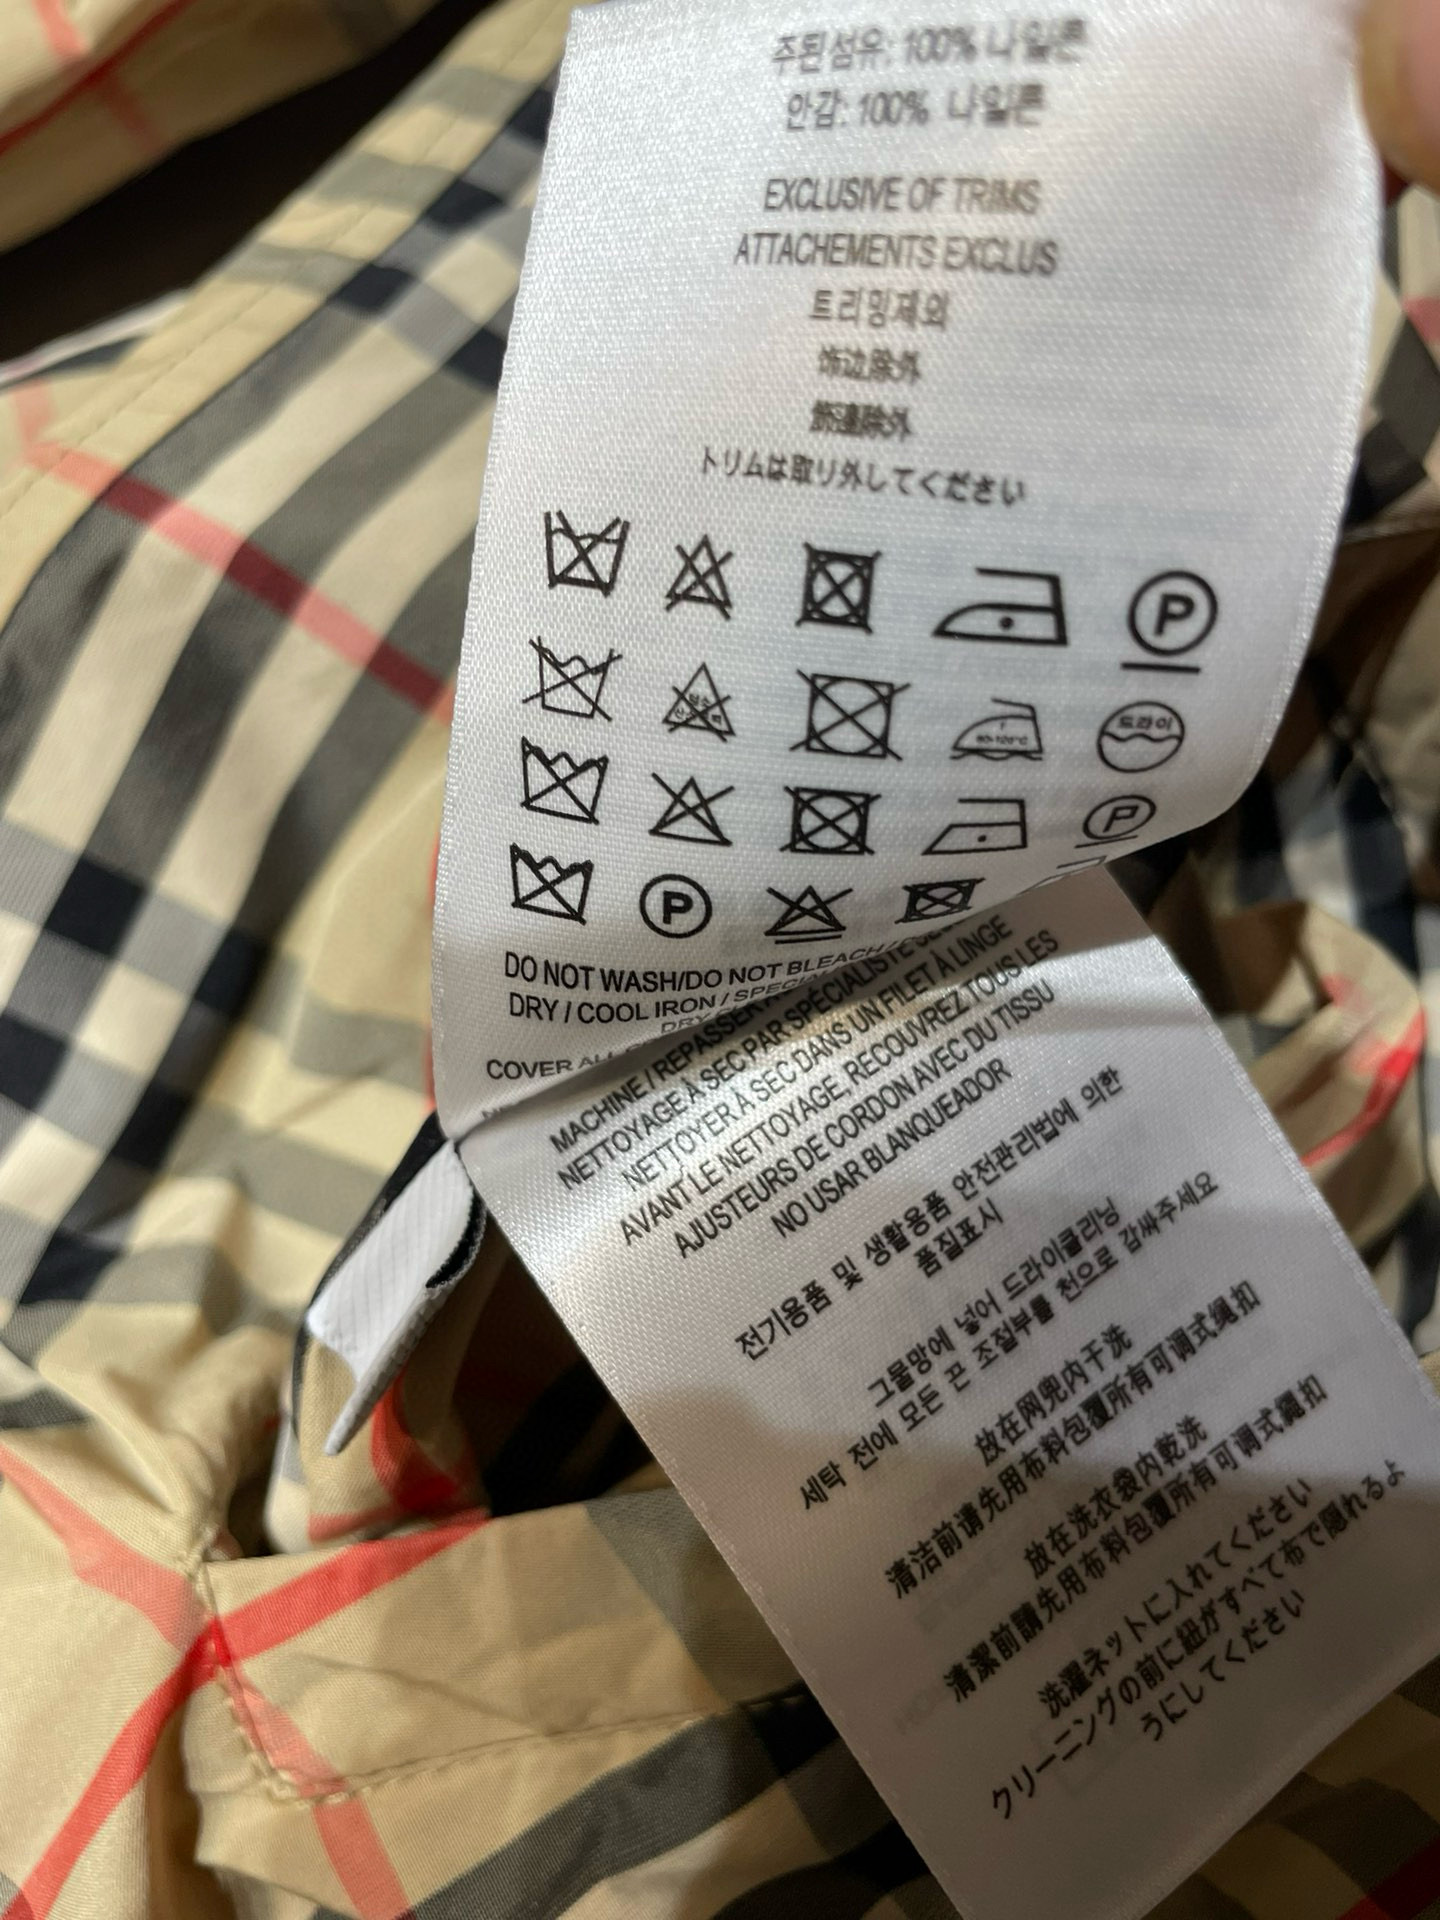 주된섬유: 100% 나일론
안감: 100% 나일론
EXCLUSIVE OF TRIMS
ATTACHEMENTS EXCLUS
트리밍제외
饰边除外
飾邊除外
トリムは取り外してください
P
드라이
80-120°C
P
P
DO NOT WASH/DO NOT BLEACH/
DRY / COOL IRON / SPECIA
DRY
COVER ALL
MACHINE / REPASSER
NETTOYAGE À SEC PAR SPÉCIALISTE
NETTOYER À SEC DANS UN FILET À LINGE
AVANT LE NETTOYAGE, RECOUVREZ TOUS LES
AJUSTEURS DE CORDON AVEC DU TISSU
NO USAR BLANQUEADOR
전기용품 및 생활용품 안전관리법에 의한
품질표시
그물망에 넣어 드라이클리닝
세탁 전에 모든 끈 조절부를 천으로 감싸주세요
放在网兜内干洗
清洁前请先用布料包覆所有可调式绳扣
放在洗衣袋内乾洗
清潔前請先用布料包覆所有可调式繩扣
洗濯ネットに入れてください
クリーニングの前に紐がすべて布で隠れるよ
うにしてください